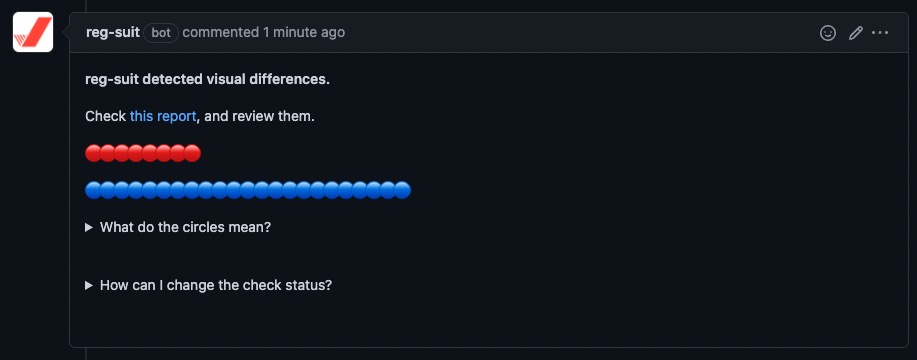 reg-suit bot commented 1 minute ago
reg-suit detected visual differences.
Check this report, and review them.
What do the circles mean?
How can I change the check status?